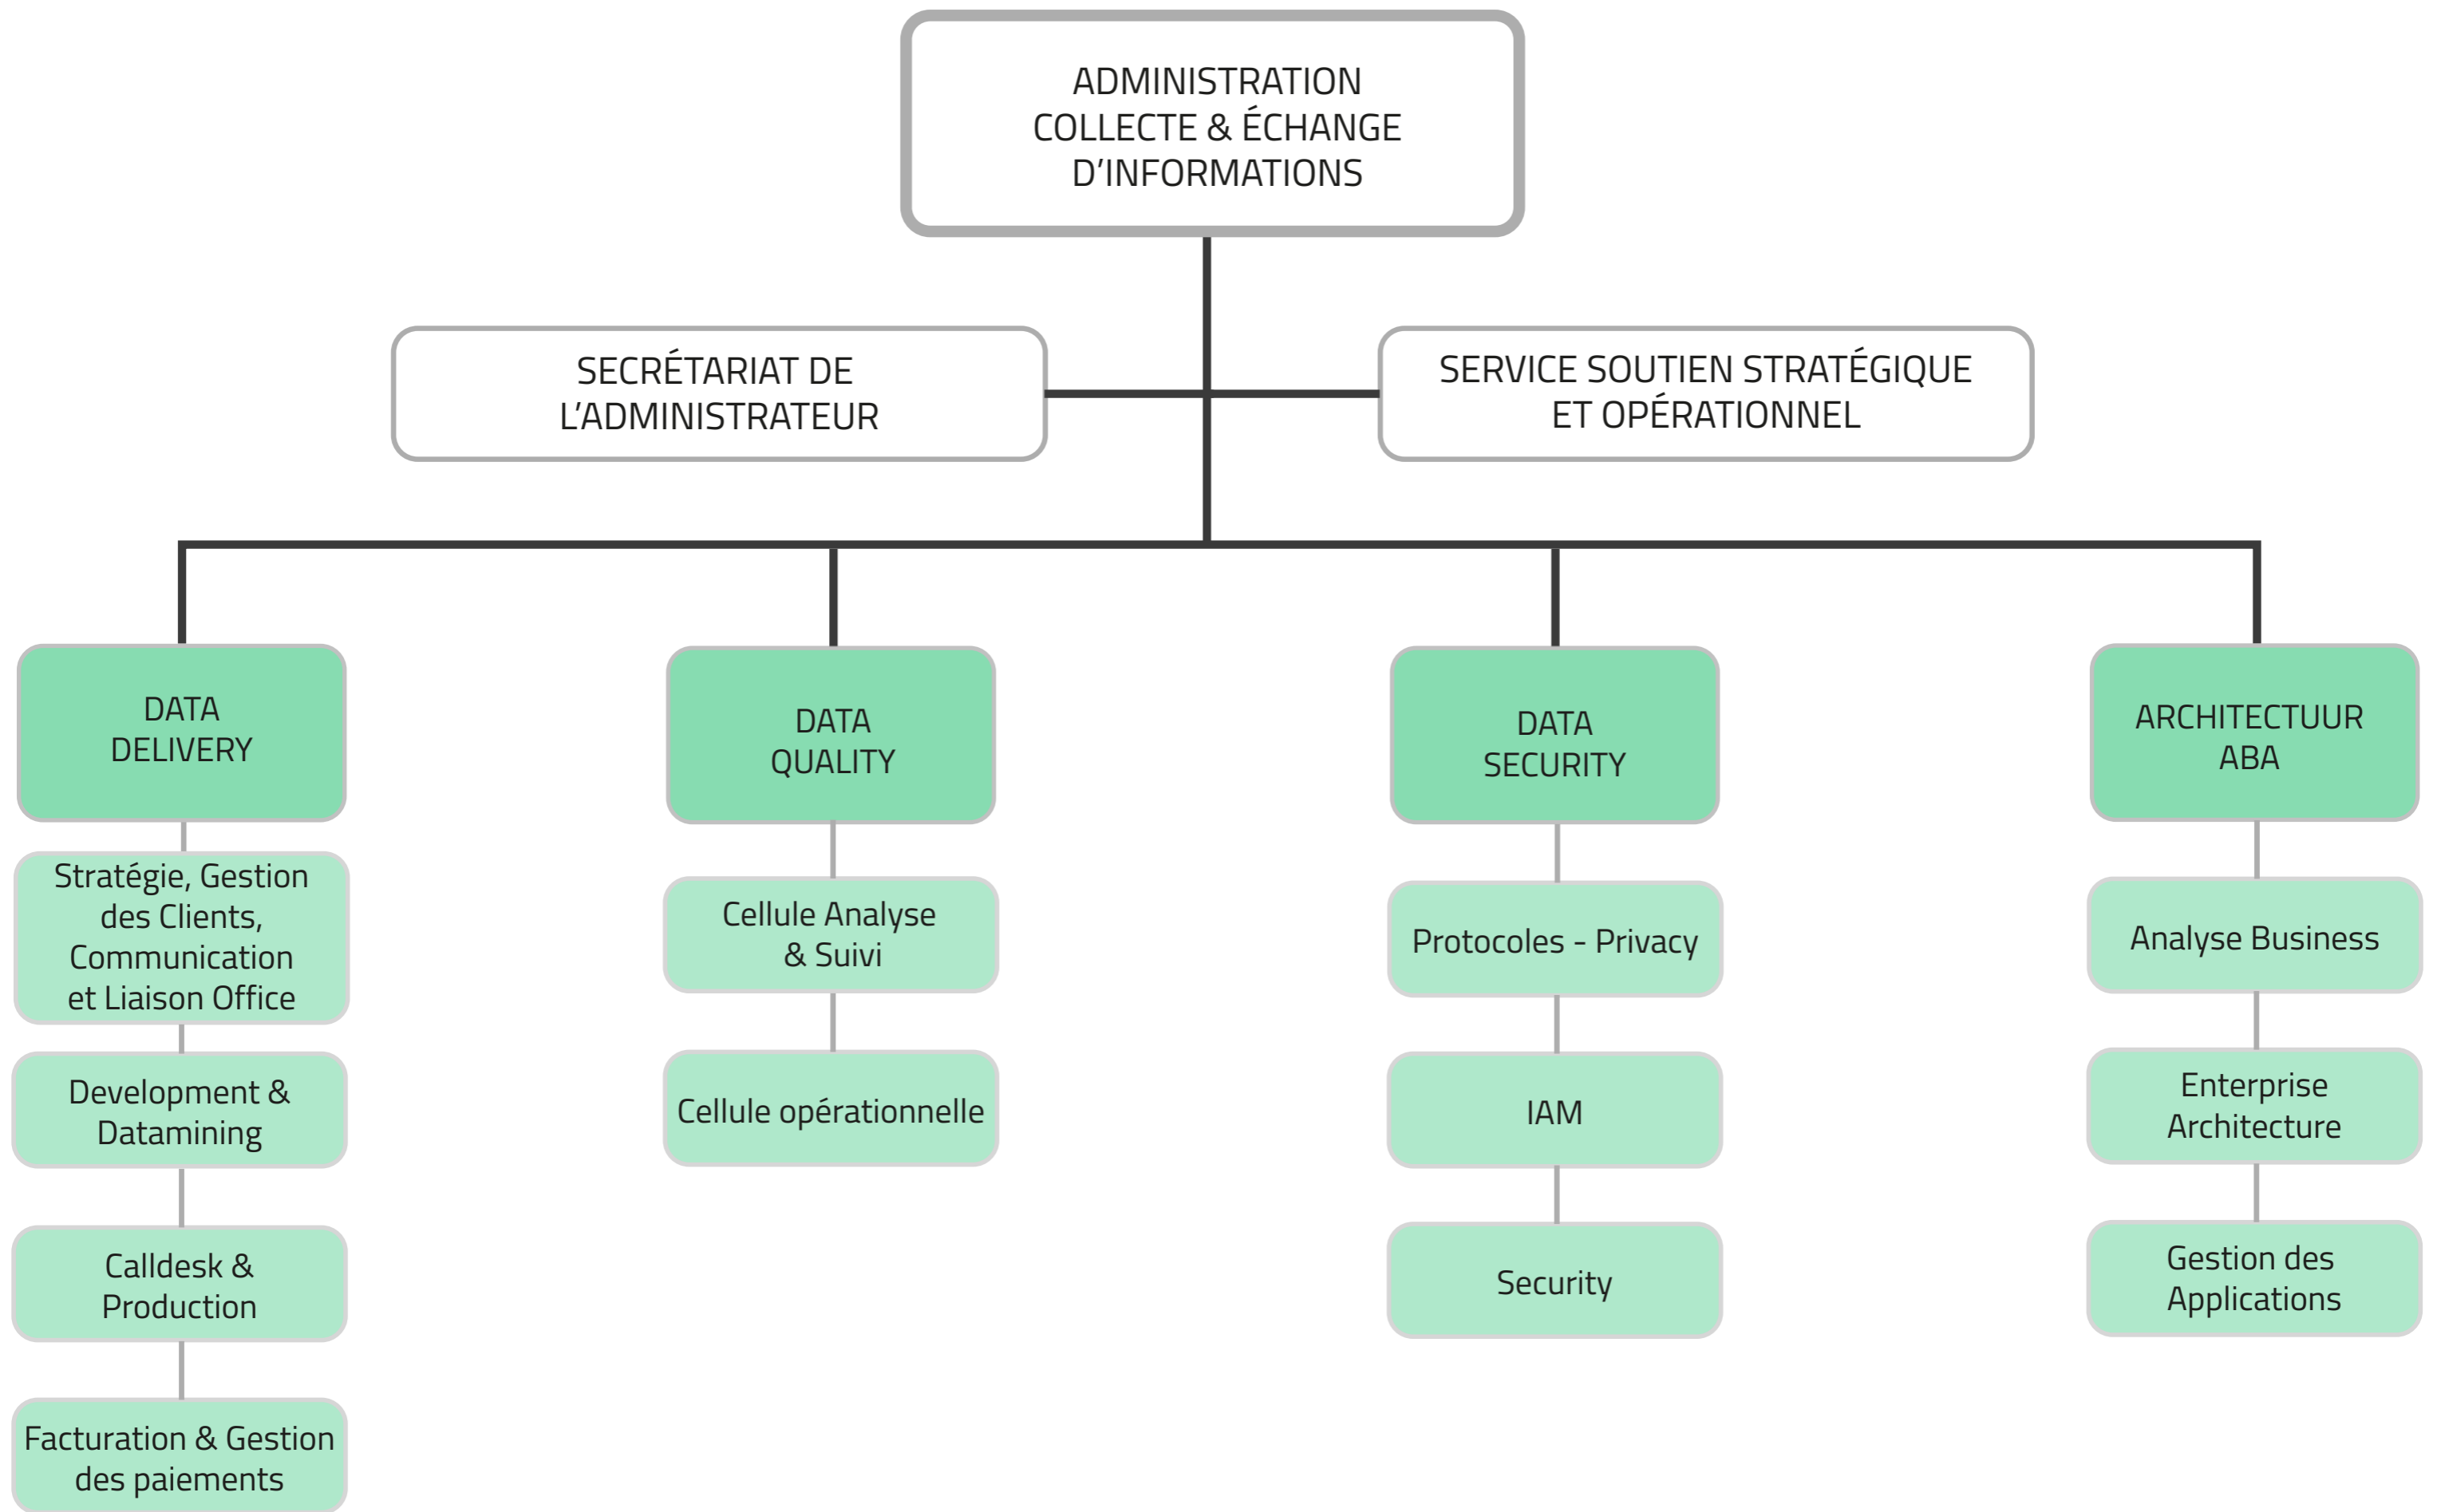 ADMINISTRATION
COLLECTE & ÉCHANGE
D’INFORMATIONS
SECRÉTARIAT DE
L’ADMINISTRATEUR
SERVICE SOUTIEN STRATÉGIQUE
ET OPÉRATIONNEL
DATA
DELIVERY
Stratégie, Gestion
des Clients,
Communication
et Liaison Office
Development &
Datamining
Calldesk &
Production
Facturation & Gestion
des paiements
DATA
QUALITY
Cellule Analyse
& Suivi
Cellule opérationnelle
DATA
SECURITY
Protocoles - Privacy
IAM
Security
ARCHITECTUUR
ABA
Analyse Business
Enterprise
Architecture
Gestion des
Applications